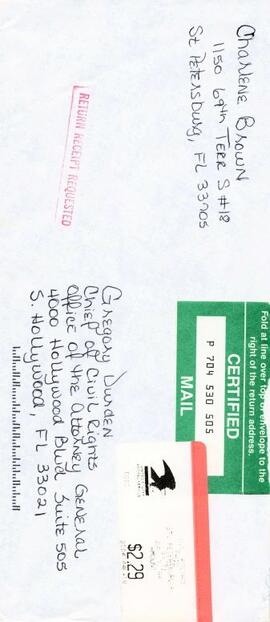 Charlene Brown
1150 69th TERR S #18
St Petersburg, FL 33705
RETURN RECEIPT REQUESTED
Fold at line over top of envelope to the
right of the return address.
CERTIFIED
P 704 530 505
MAIL
$2.29
Gregory Durden
Chief of Civil Rights
Office of the Attorney General
4000 Hollywood Blvd Suite 505
S. Hollywood, FL 33021